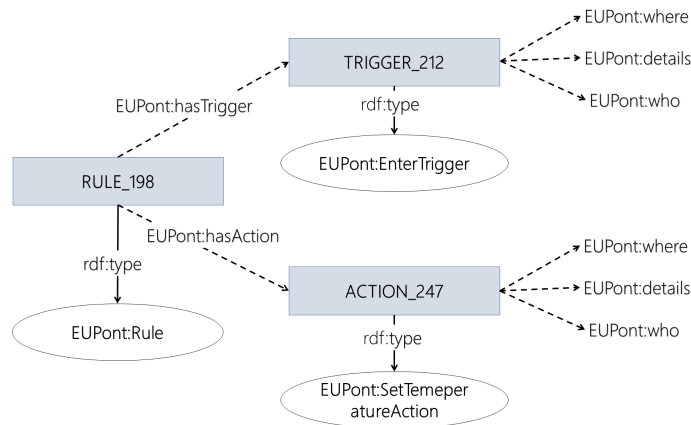 EUPont:where
TRIGGER_212
EUPont:details
rdf:type
EUPont:who
EUPont:hasTrigger
EUPont:EnterTrigger
RULE_198
EUPont:hasAction
EUPont:where
rdf:type
ACTION_247
EUPont:details
EUPont:Rule
rdf:type
EUPont:who
EUPont:SetTemeper
atureAction